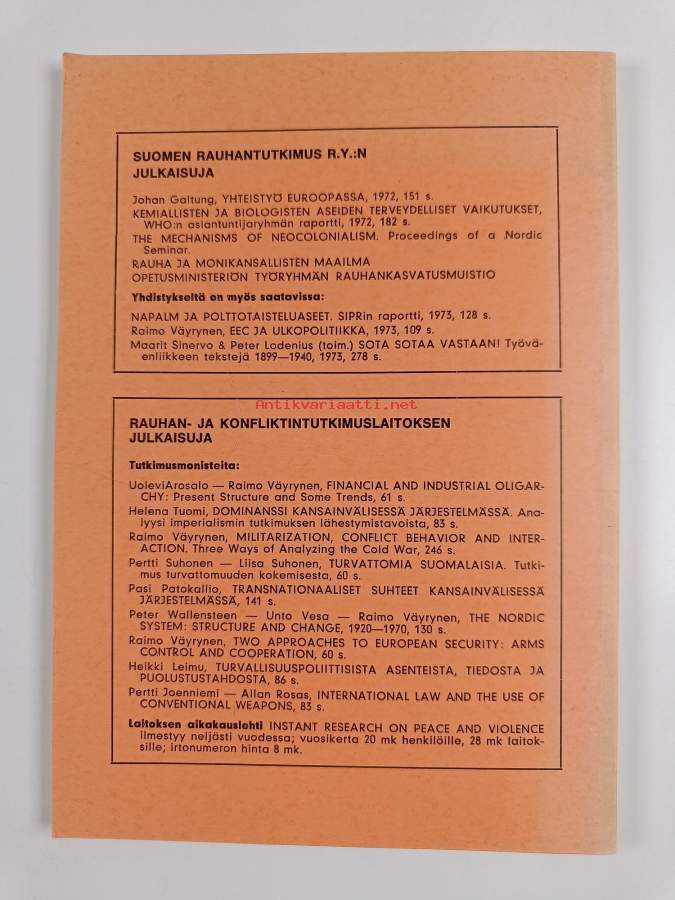 SUOMEN RAUHANTUTKIMUS R.Y.:N
JULKAISUJA
Johan Galtung, YHTEISTYÖ EUROOPASSA, 1972, 151 s.
KEMIALLISTEN JA BIOLOGISTEN ASEIDEN TERVEYDELLISET VAIKUTUKSET,
WHO:n asiantuntijaryhmän raportti, 1972, 182 s.
THE MECHANISMS OF NEOCOLONIALISM. Proceedings of a Nordic
Seminar.
RAUHA JA MONIKANSALLISTEN MAAILMA
OPETUSMINISTERIÖN TYÖRYHMÄN RAUHANKASVATUSMUISTIO
Yhdistykseltä on myös saatavissa:
NAPALM JA POLTTOTAISTELUASEET. SIPRIn raportti, 1973, 128 s.
Raimo Väyrynen, EEC JA ULKOPOLITIIKKA, 1973, 109 s.
Maarit Sinervo & Peter Lodenius (toim.) SOTA SOTAA VASTAAN! Työvä-
enliikkeen tekstejä 1899—1940, 1973, 278 s.
Antikvariaatti.net
RAUHAN- JA KONFLIKTINTUTKIMUSLAITOKSEN
JULKAISUJA
Tutkimusmonisteita:
UoleviArosalo — Raimo Väyrynen, FINANCIAL AND INDUSTRIAL OLIGAR-
CHY: Present Structure and Some Trends, 61 s.
Helena Tuomi, DOMINANSSI KANSAINVÄLISESSÄ JÄRJESTELMÄSSÄ. Ana-
lyysi imperialismin tutkimuksen lähestymistavoista, 83 s.
Raimo Väyrynen, MILITARIZATION, CONFLICT BEHAVIOR AND INTER-
ACTION. Three Ways of Analyzing the Cold War, 246 s.
Pertti Suhonen — Liisa Suhonen, TURVATTOMIA SUOMALAISIA. Tutki-
mus turvattomuuden kokemisesta, 60 s.
Pasi Patokallio, TRANSNATIONAALISET SUHTEET KANSAINVÄLISESSÄ
JÄRJESTELMÄSSÄ, 141 s.
Peter Wallensteen — Unto Vesa — Raimo Väyrynen, THE NORDIC
SYSTEM: STRUCTURE AND CHANGE, 1920—1970, 130 s.
Raimo Väyrynen, TWO APPROACHES TO EUROPEAN SECURITY: ARMS
CONTROL AND COOPERATION, 60 s.
Heikki Leimu, TURVALLISUUSPOLIITTISISTA ASENTEISTA, TIEDOSTA JA
PUOLUSTUSTAHDOSTA, 86 s.
Pertti Joenniemi — Allan Rosas, INTERNATIONAL LAW AND THE USE OF
CONVENTIONAL WEAPONS, 83 s.
Laitoksen aikakauslehti INSTANT RESEARCH ON PEACE AND VIOLENCE
ilmestyy neljästi vuodessa; vuosikerta 20 mk henkilöille, 28 mk laitok-
sille; irtonumeron hinta 8 mk.